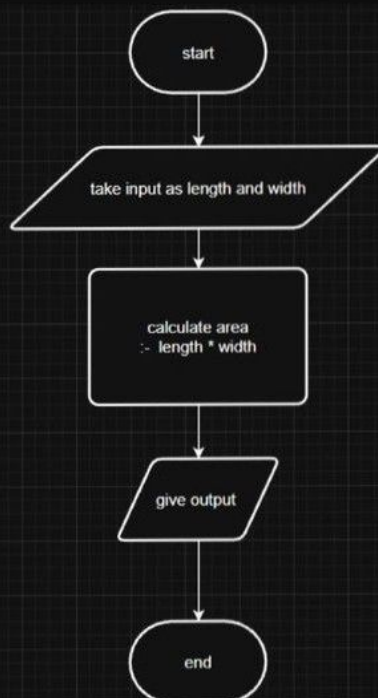 start
take input as length and width
calculate area
:- length * width
give output
end